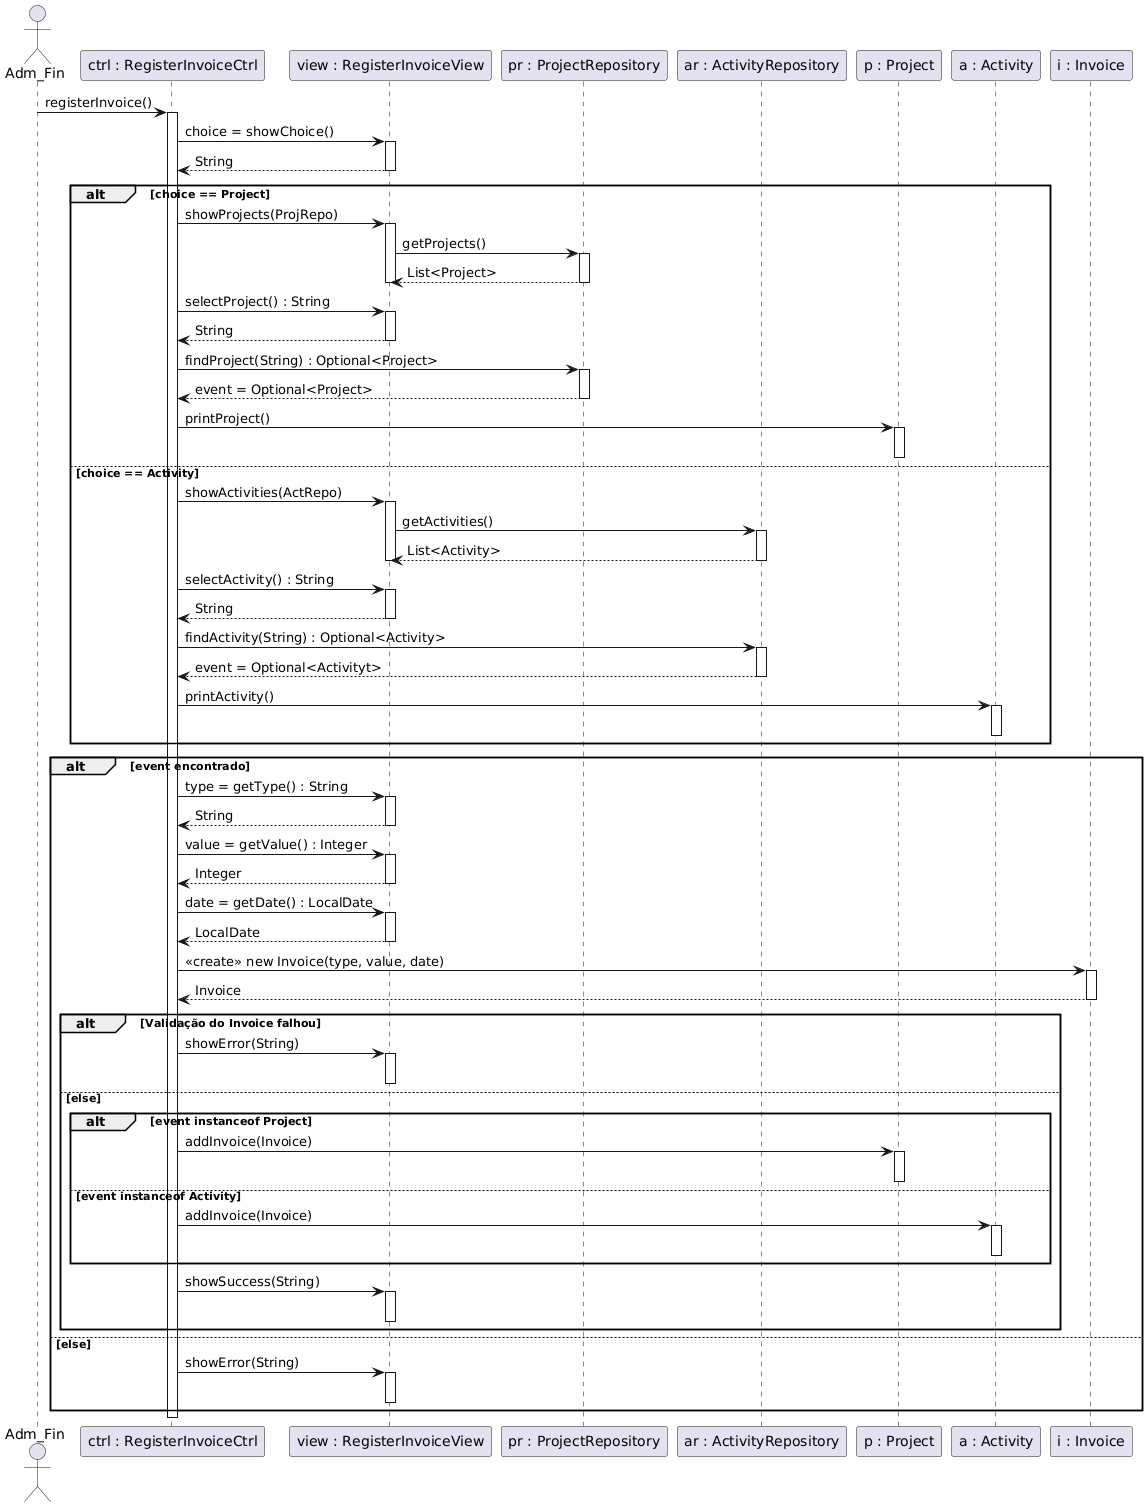 Adm_Fin
ctrl : RegisterInvoiceCtrl
view : RegisterInvoiceView
pr : ProjectRepository
ar : ActivityRepository
p : Project
a : Activity
i : Invoice
registerInvoice()
choice = showChoice()
String
alt [choice == Project]
showProjects(ProjRepo)
getProjects()
List<Project>
selectProject() : String
String
findProject(String) : Optional<Project>
event = Optional<Project>
printProject()
[choice == Activity]
showActivities(ActRepo)
getActivities()
List<Activity>
selectActivity() : String
String
findActivity(String) : Optional<Activity>
event = Optional<Activityt>
printActivity()
alt [event encontrado]
type = getType() : String
String
value = getValue() : Integer
Integer
date = getDate() : LocalDate
LocalDate
«create» new Invoice(type, value, date)
Invoice
alt [Validação do Invoice falhou]
showError(String)
[else]
alt [event instanceof Project]
addInvoice(Invoice)
[event instanceof Activity]
addInvoice(Invoice)
showSuccess(String)
[else]
showError(String)
Adm_Fin
ctrl : RegisterInvoiceCtrl
view : RegisterInvoiceView
pr : ProjectRepository
ar : ActivityRepository
p : Project
a : Activity
i : Invoice